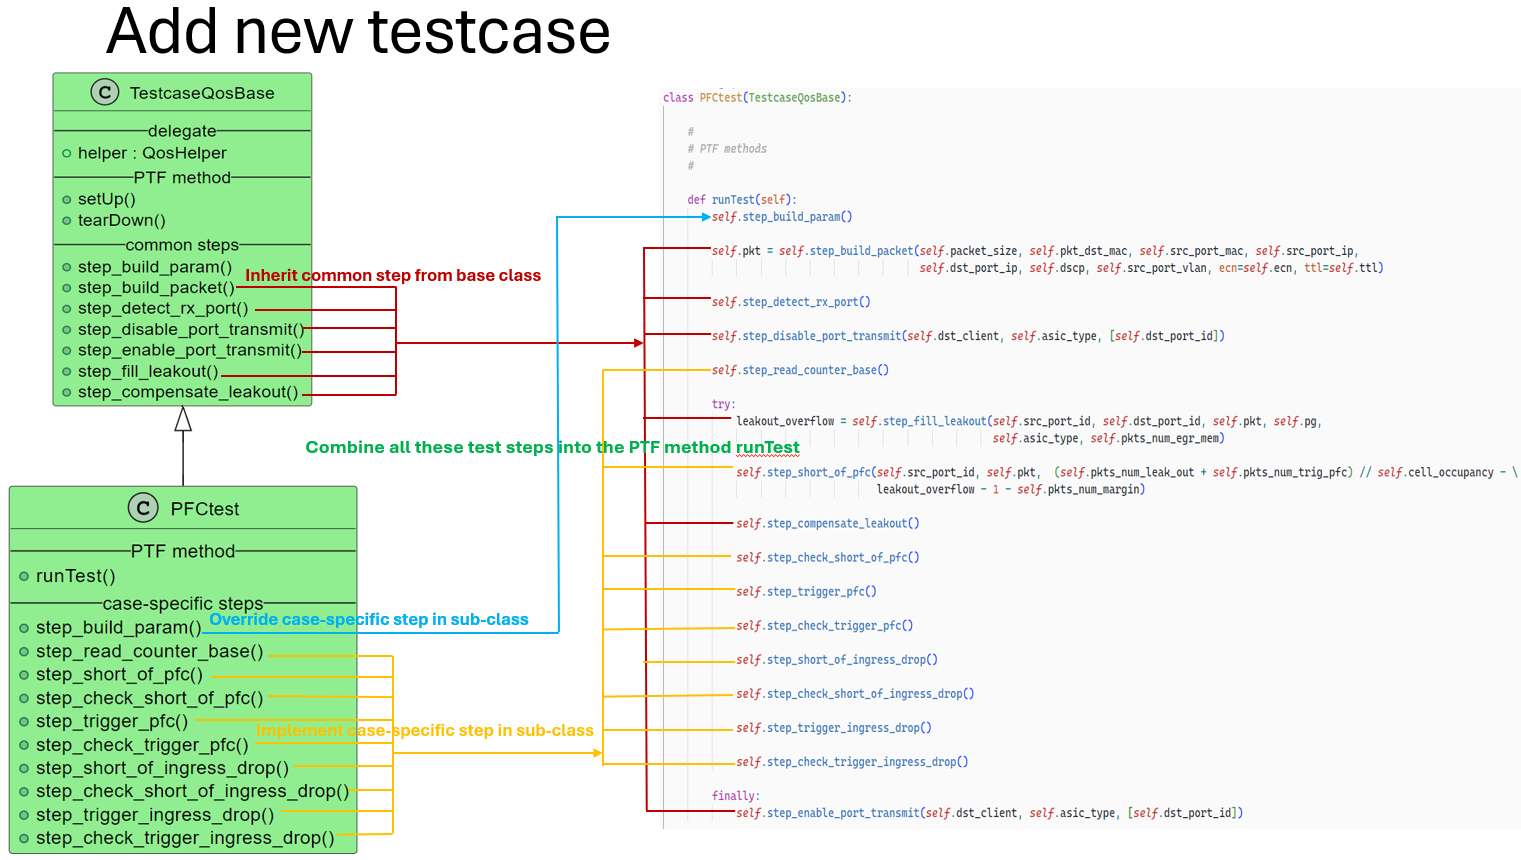 Add new testcase
C TestcaseQosBase
delegate
helper : QosHelper
PTF method
setUp()
tearDown()
common steps
step_build_param()
step_build_packet()
step_detect_rx_port()
step_disable_port_transmit()
step_enable_port_transmit()
step_fill_leakout()
step_compensate_leakout()
Inherit common step from base class
Combine all these test steps into the PTF method runTest
C PFCtest
PTF method
runTest()
case-specific steps
step_build_param()
step_read_counter_base()
step_short_of_pfc()
step_check_short_of_pfc()
step_trigger_pfc()
step_check_trigger_pfc()
step_short_of_ingress_drop()
step_check_short_of_ingress_drop()
step_trigger_ingress_drop()
step_check_trigger_ingress_drop()
Override case-specific step in sub-class
Implement case-specific step in sub-class
class PFCtest(TestcaseQosBase):
#
# PTF methods
#
def runTest(self):
self.step_build_param()
self.pkt = self.step_build_packet(self.packet_size, self.pkt_dst_mac, self.src_port_mac, self.src_port_ip,
self.dst_port_ip, self.dscp, self.src_port_vlan, ecn=self.ecn, ttl=self.ttl)
self.step_detect_rx_port()
self.step_disable_port_transmit(self.dst_client, self.asic_type, [self.dst_port_id])
self.step_read_counter_base()
try:
leakout_overflow = self.step_fill_leakout(self.src_port_id, self.dst_port_id, self.pkt, self.pg,
self.asic_type, self.pkts_num_egr_mem)
self.step_short_of_pfc(self.src_port_id, self.pkt, (self.pkts_num_leak_out + self.pkts_num_trig_pfc) // self.cell_occupancy - \
leakout_overflow - 1 - self.pkts_num_margin)
self.step_compensate_leakout()
self.step_check_short_of_pfc()
self.step_trigger_pfc()
self.step_check_trigger_pfc()
self.step_short_of_ingress_drop()
self.step_check_short_of_ingress_drop()
self.step_trigger_ingress_drop()
self.step_check_trigger_ingress_drop()
finally:
self.step_enable_port_transmit(self.dst_client, self.asic_type, [self.dst_port_id])